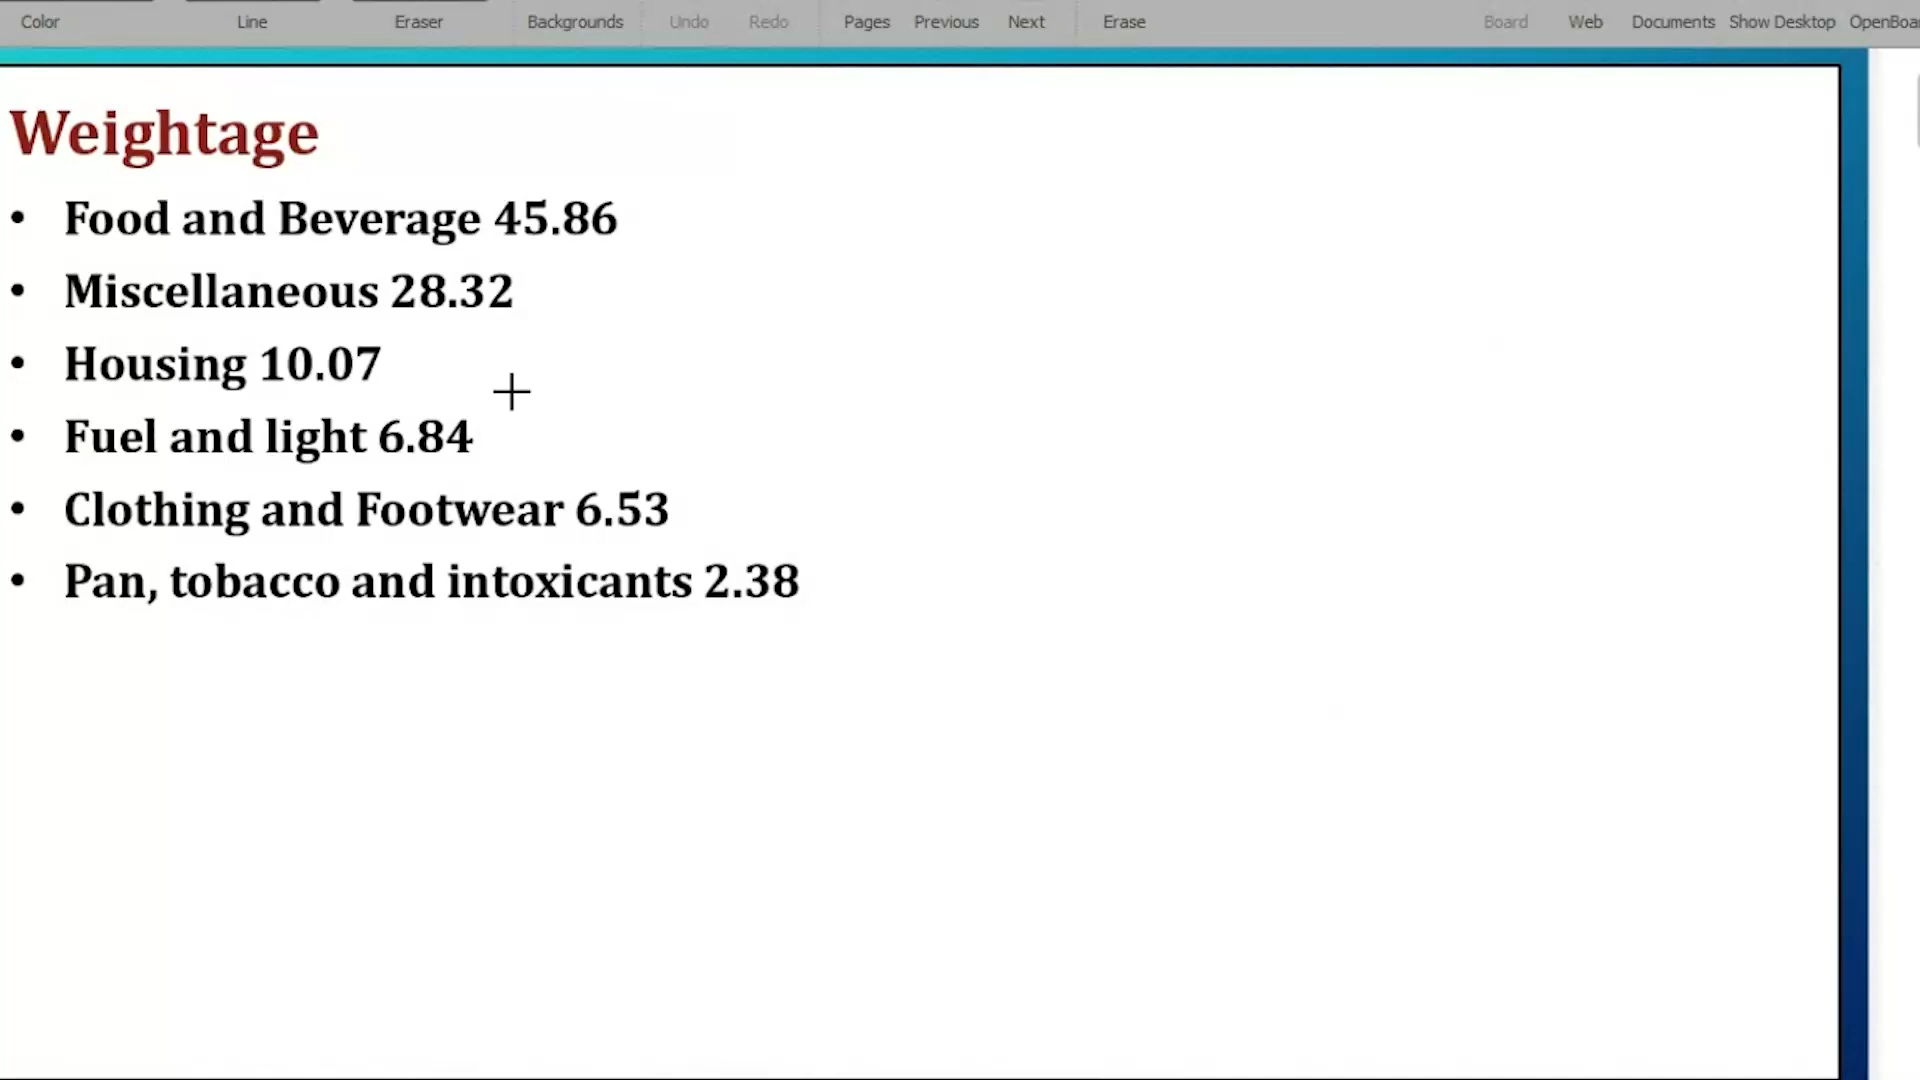 Color Line Eraser Backgrounds Undo Redo Pages Previous Next Erase Board Web Documents Show Desktop OpenBoar
Weightage
• Food and Beverage 45.86
• Miscellaneous 28.32
• Housing 10.07
• Fuel and light 6.84
• Clothing and Footwear 6.53
• Pan, tobacco and intoxicants 2.38